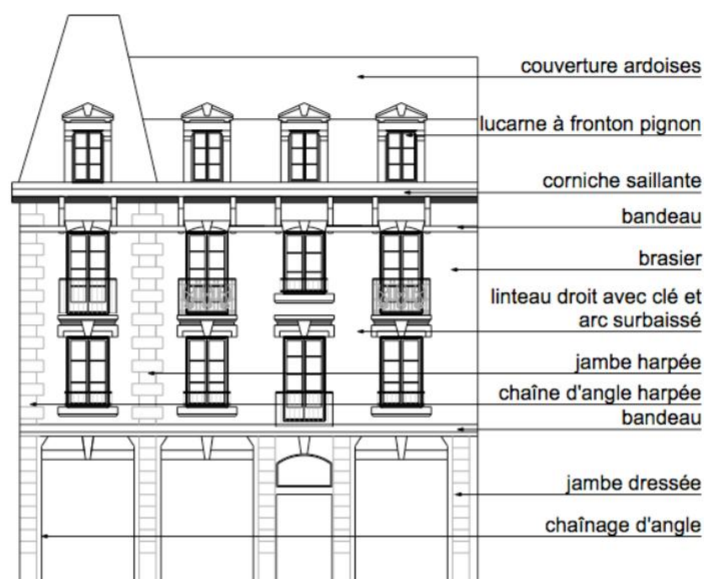 couverture ardoises
lucarne à fronton pignon
corniche saillante
bandeau
brasier
linteau droit avec clé et
arc surbaissé
jambe harpée
chaîne d'angle harpée
bandeau
jambe dressée
chaînage d'angle